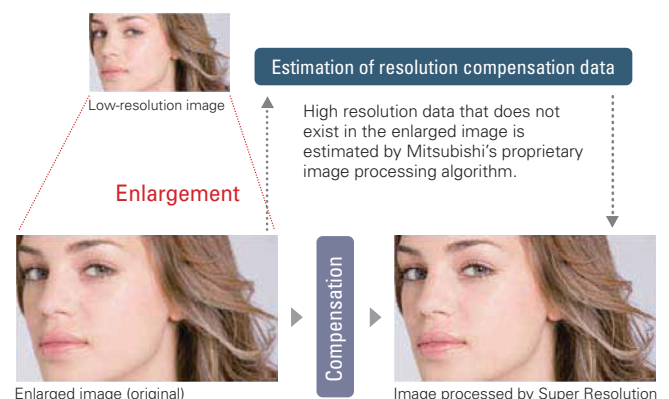 Low-resolution image
Estimation of resolution compensation data
High resolution data that does not
exist in the enlarged image is
estimated by Mitsubishi's proprietary
image processing algorithm.
Enlargement
Compensation
Enlarged image (original)
Image processed by Super Resolution